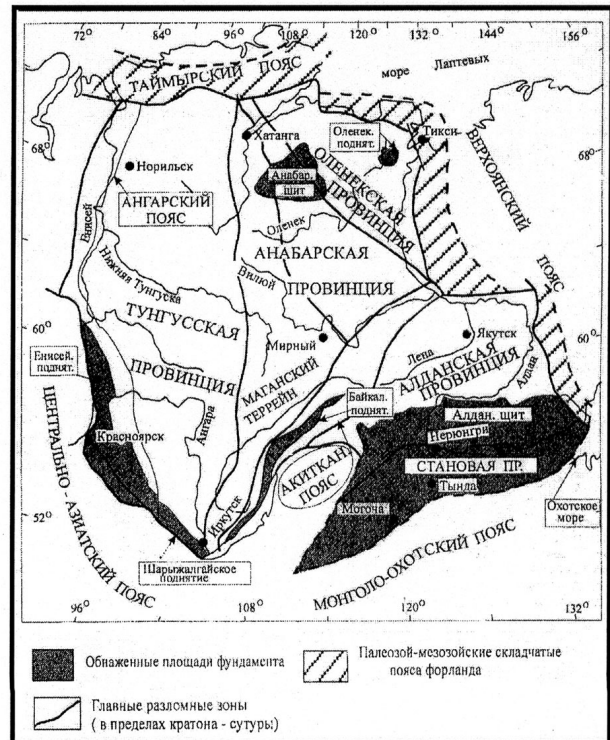 72° 84° 96° 108° 120° 132° 144° 156°
ТАЙМЫРСКИЙ ПОЯС
море Лаптевых
68°
68°
Хатанга
Оленек. поднят.
Тикси
Норильск
Анабар. щит
ОЛЕНЕКСКАЯ ПРОВИНЦИЯ
ВЕРХОЯНСКИЙ ПОЯС
АНГАРСКИЙ ПОЯС
Енисей
Оленек
АНАБАРСКАЯ
ПРОВИНЦИЯ
Нижняя Тунгуска
Вилюй
ТУНГУССКАЯ
ПРОВИНЦИЯ
60°
60°
Мирный
Якутск
Енисей. поднят.
МАГАНСКИЙ ТЕРРЕЙН
Лена
АЛДАНСКАЯ ПРОВИНЦИЯ
Алдан
Байкал. поднят.
Алдан. щит
Красноярск
Ангара
Нерюнгри
АКИТКАН. ПОЯС
СТАНОВАЯ ПР.
Тында
ЦЕНТРАЛЬНО - АЗИАТСКИЙ ПОЯС
52°
52°
Иркутск
Могоча
Охотское море
Шарыжалгайское поднятие
МОНГОЛО-ОХОТСКИЙ ПОЯС
96° 108° 120° 132°
Обнаженные площади фундамента
Палеозой-мезозойские складчатые
пояса форланда
Главные разломные зоны
( в пределах кратона - сутуры)